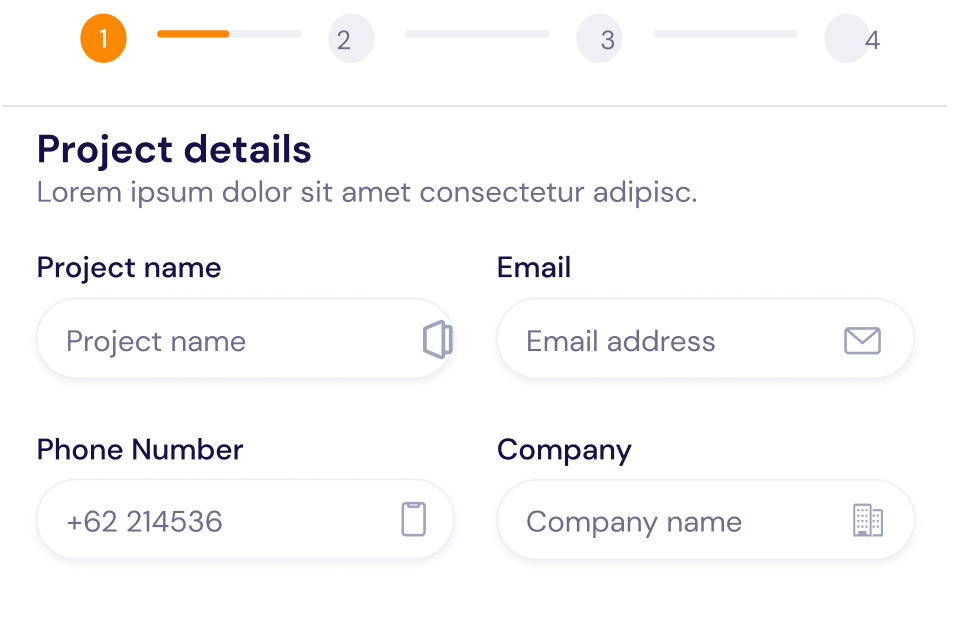 1 2 3 4
Project details
Lorem ipsum dolor sit amet consectetur adipisc.
Project name Email
Project name Email address
Phone Number Company
+62 214536 Company name